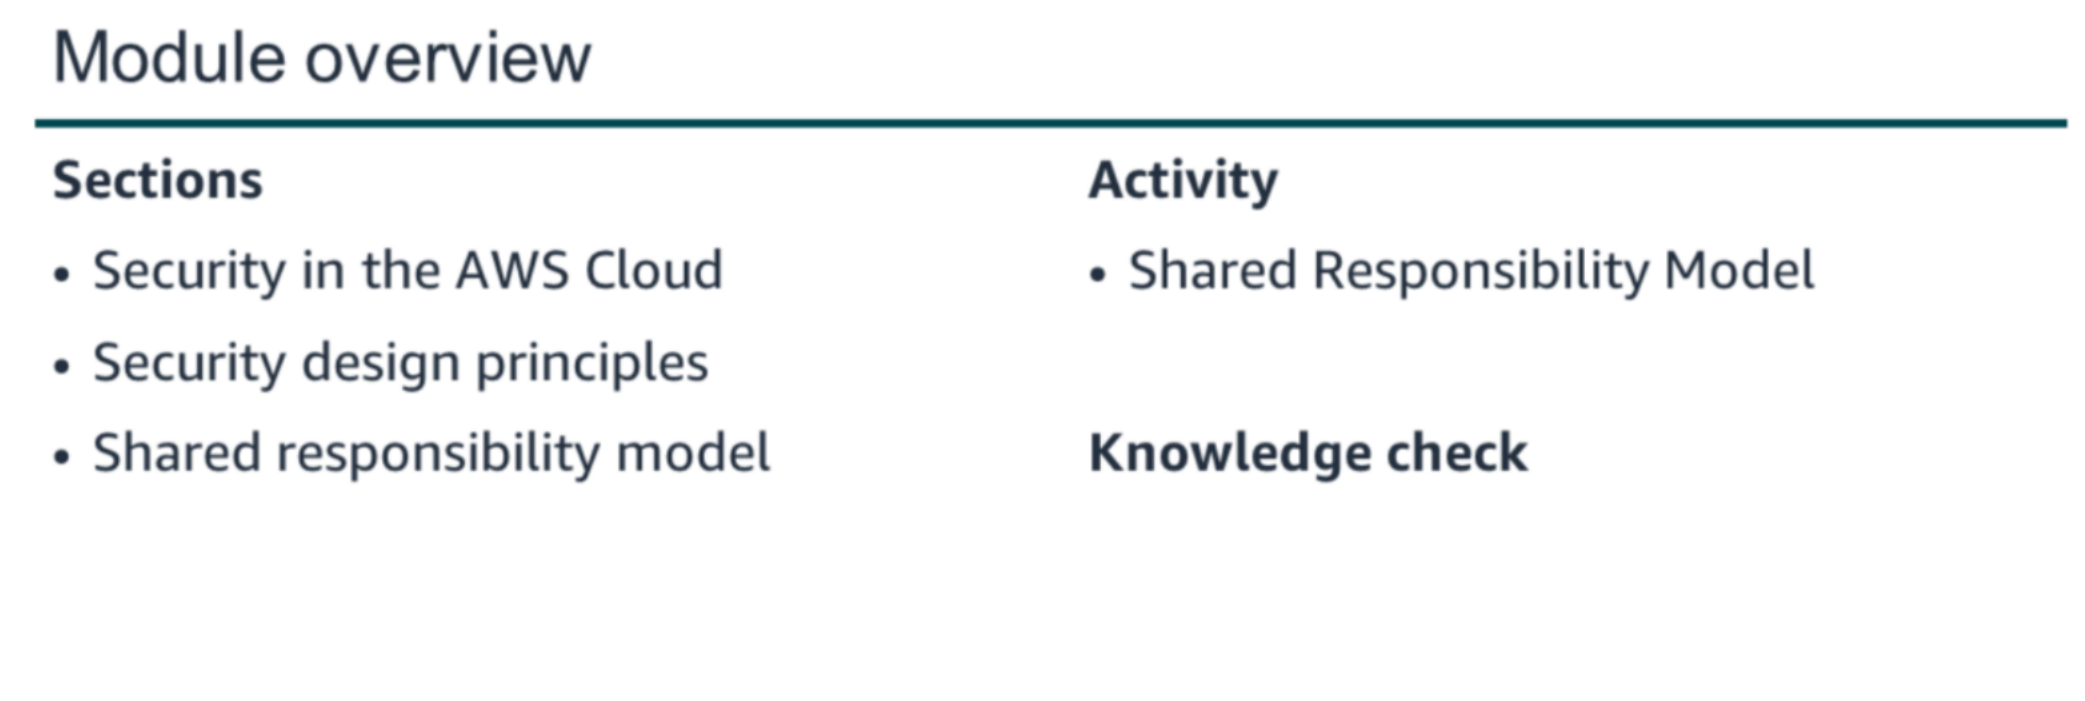 Module overview
Sections
• Security in the AWS Cloud
• Security design principles
• Shared responsibility model
Activity
• Shared Responsibility Model
Knowledge check